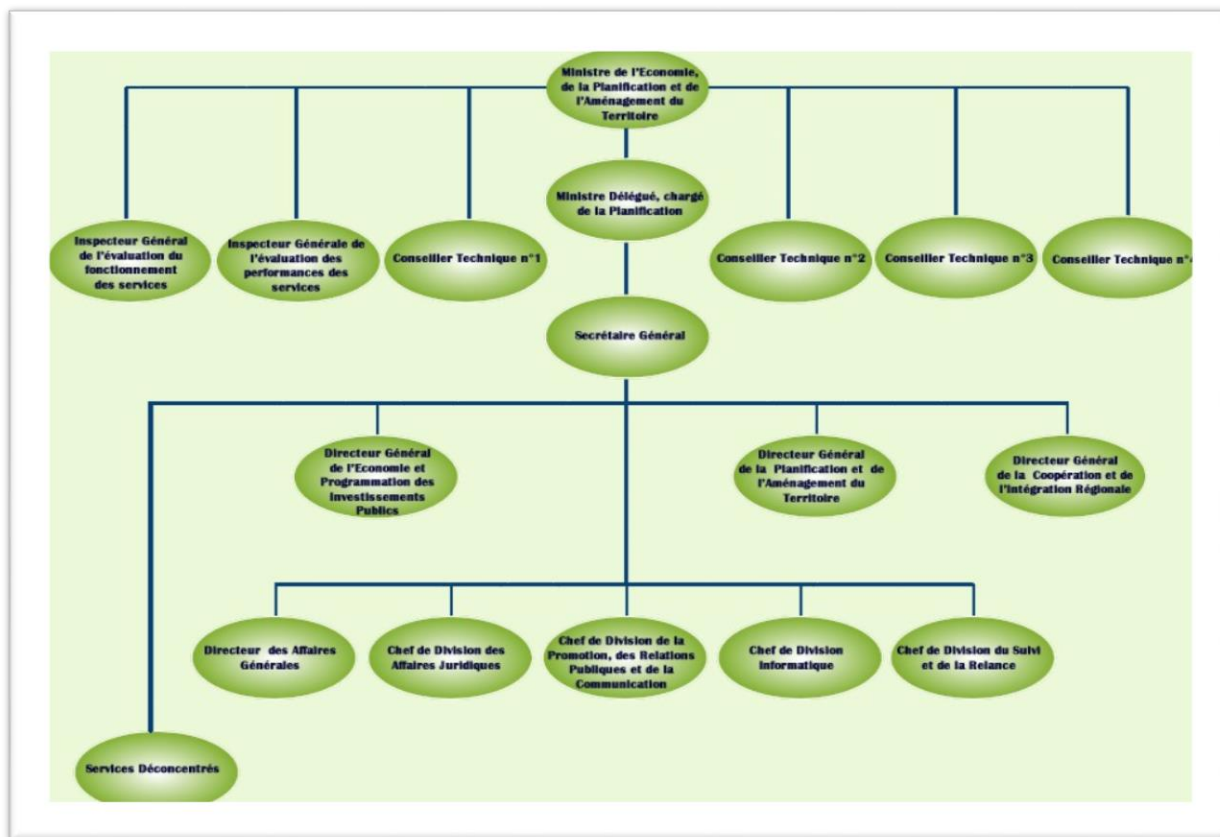 Ministre de l'Economie,
de la Planification et de
l'Aménagement du
Territoire
Ministre Délégué, chargé
de la Planification
Inspecteur Général
de l'évaluation du
fonctionnement
des services
Inspecteur Générale de
l'évaluation des
performances des
services
Conseiller Technique n°1
Conseiller Technique n°2
Conseiller Technique n°3
Conseiller Technique n°
Secrétaire Général
Directeur Général
de l'Economie et
Programmation des
Investissements
Publics
Directeur Général
de la Planification et de
l'Aménagement du
Territoire
Directeur Général
de la Coopération et de
l'Intégration Régionale
Directeur des Affaires
Générales
Chef de Division des
Affaires Juridiques
Chef de Division de la
Promotion, des Relations
Publiques et de la
Communication
Chef de Division
Informatique
Chef de Division du Suivi
et de la Relance
Services Déconcentrés